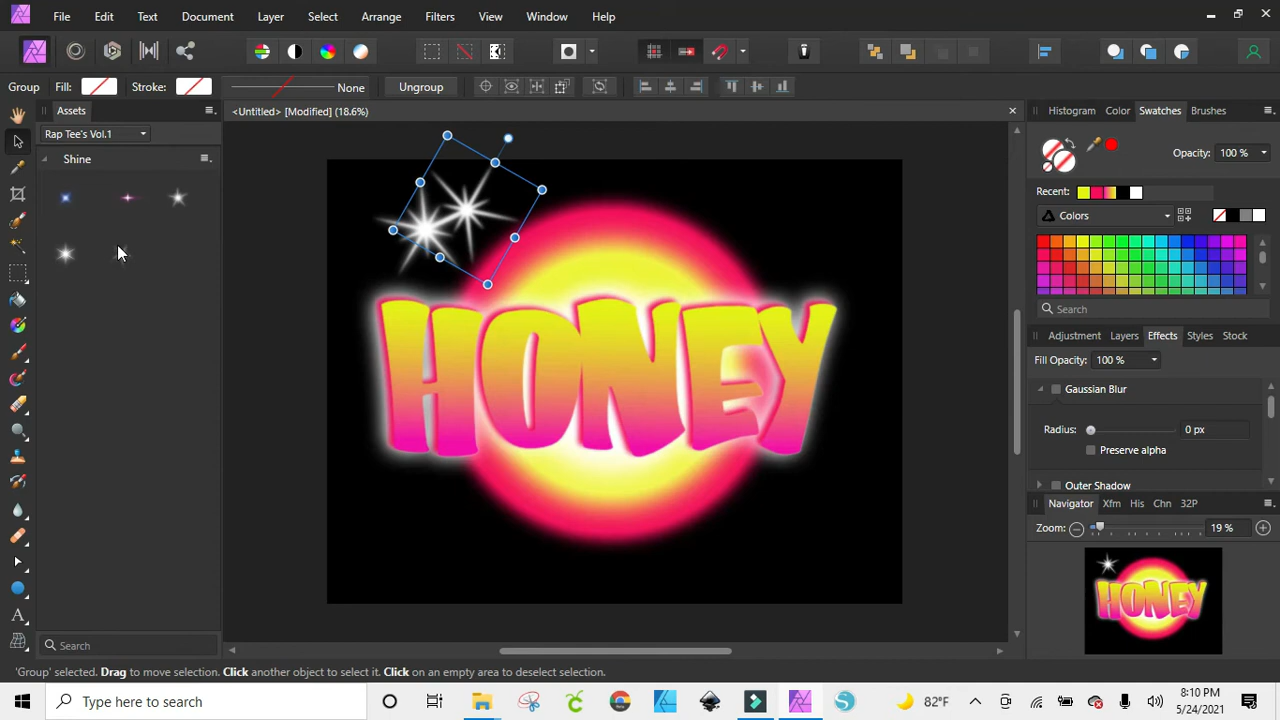 File Edit Text Document Layer Select Arrange Filters View Window Help
Group Fill: Stroke: None Ungroup
Assets
<Untitled> [Modified] (18.6%)
Histogram Color Swatches Brushes
Rap Tee's Vol.1
Shine
Opacity: 100 %
Recent:
Colors
Search
Adjustment Layers Effects Styles Stock
Fill Opacity: 100 %
Gaussian Blur
Radius: 0 px
Preserve alpha
Outer Shadow
HONEY
Navigator Xfm His Chn 32P
Zoom: 19 %
HONEY
Search
'Group' selected. Drag to move selection. Click another object to select it. Click on an empty area to deselect selection.
Type here to search
82°F
8:10 PM
5/24/2021